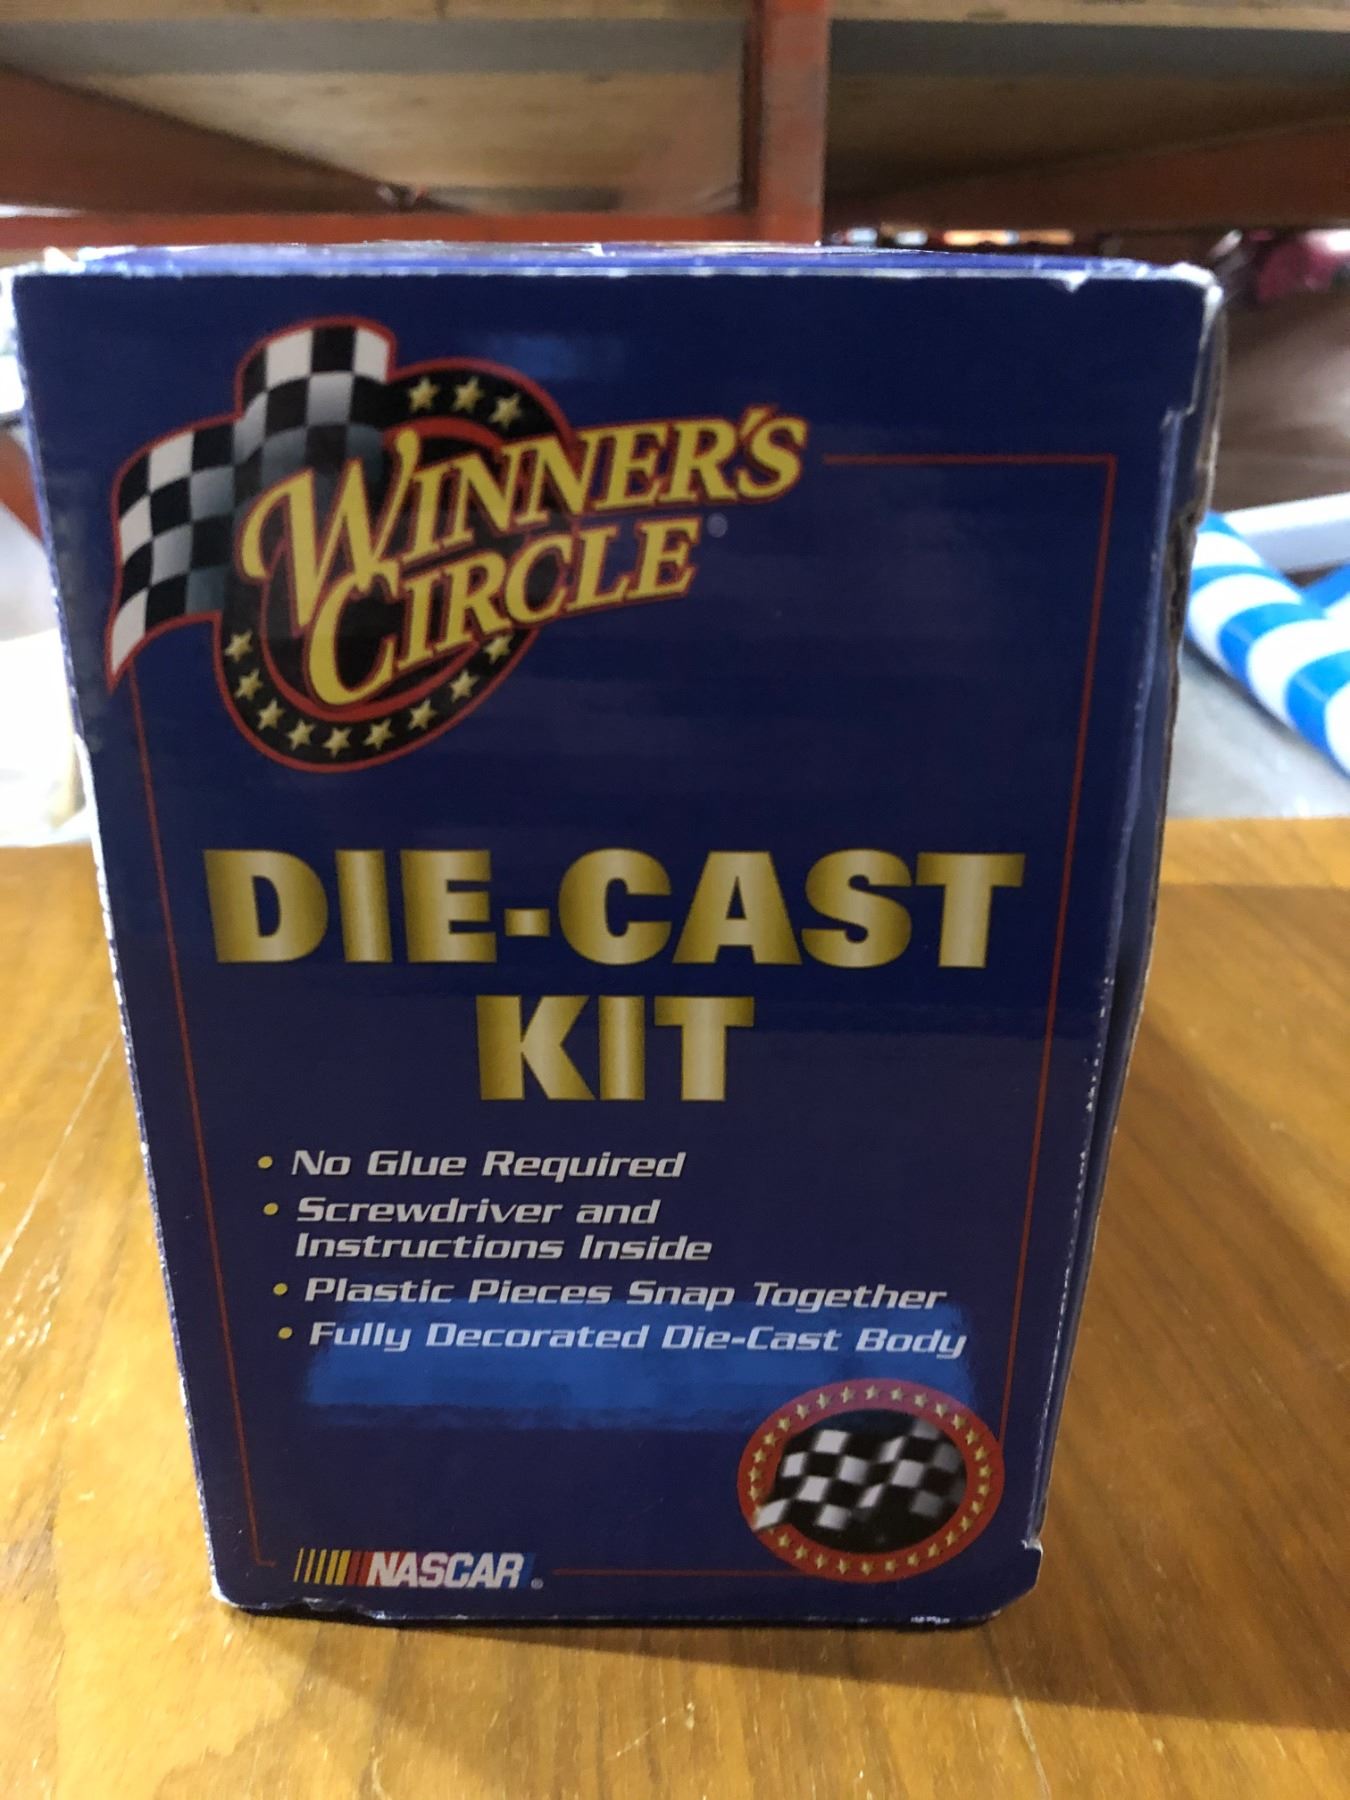 WINNER'S
CIRCLE®
DIE-CAST
KIT
• No Glue Required
• Screwdriver and
Instructions Inside
• Plastic Pieces Snap Together
• Fully Decorated Die-Cast Body
NASCAR®